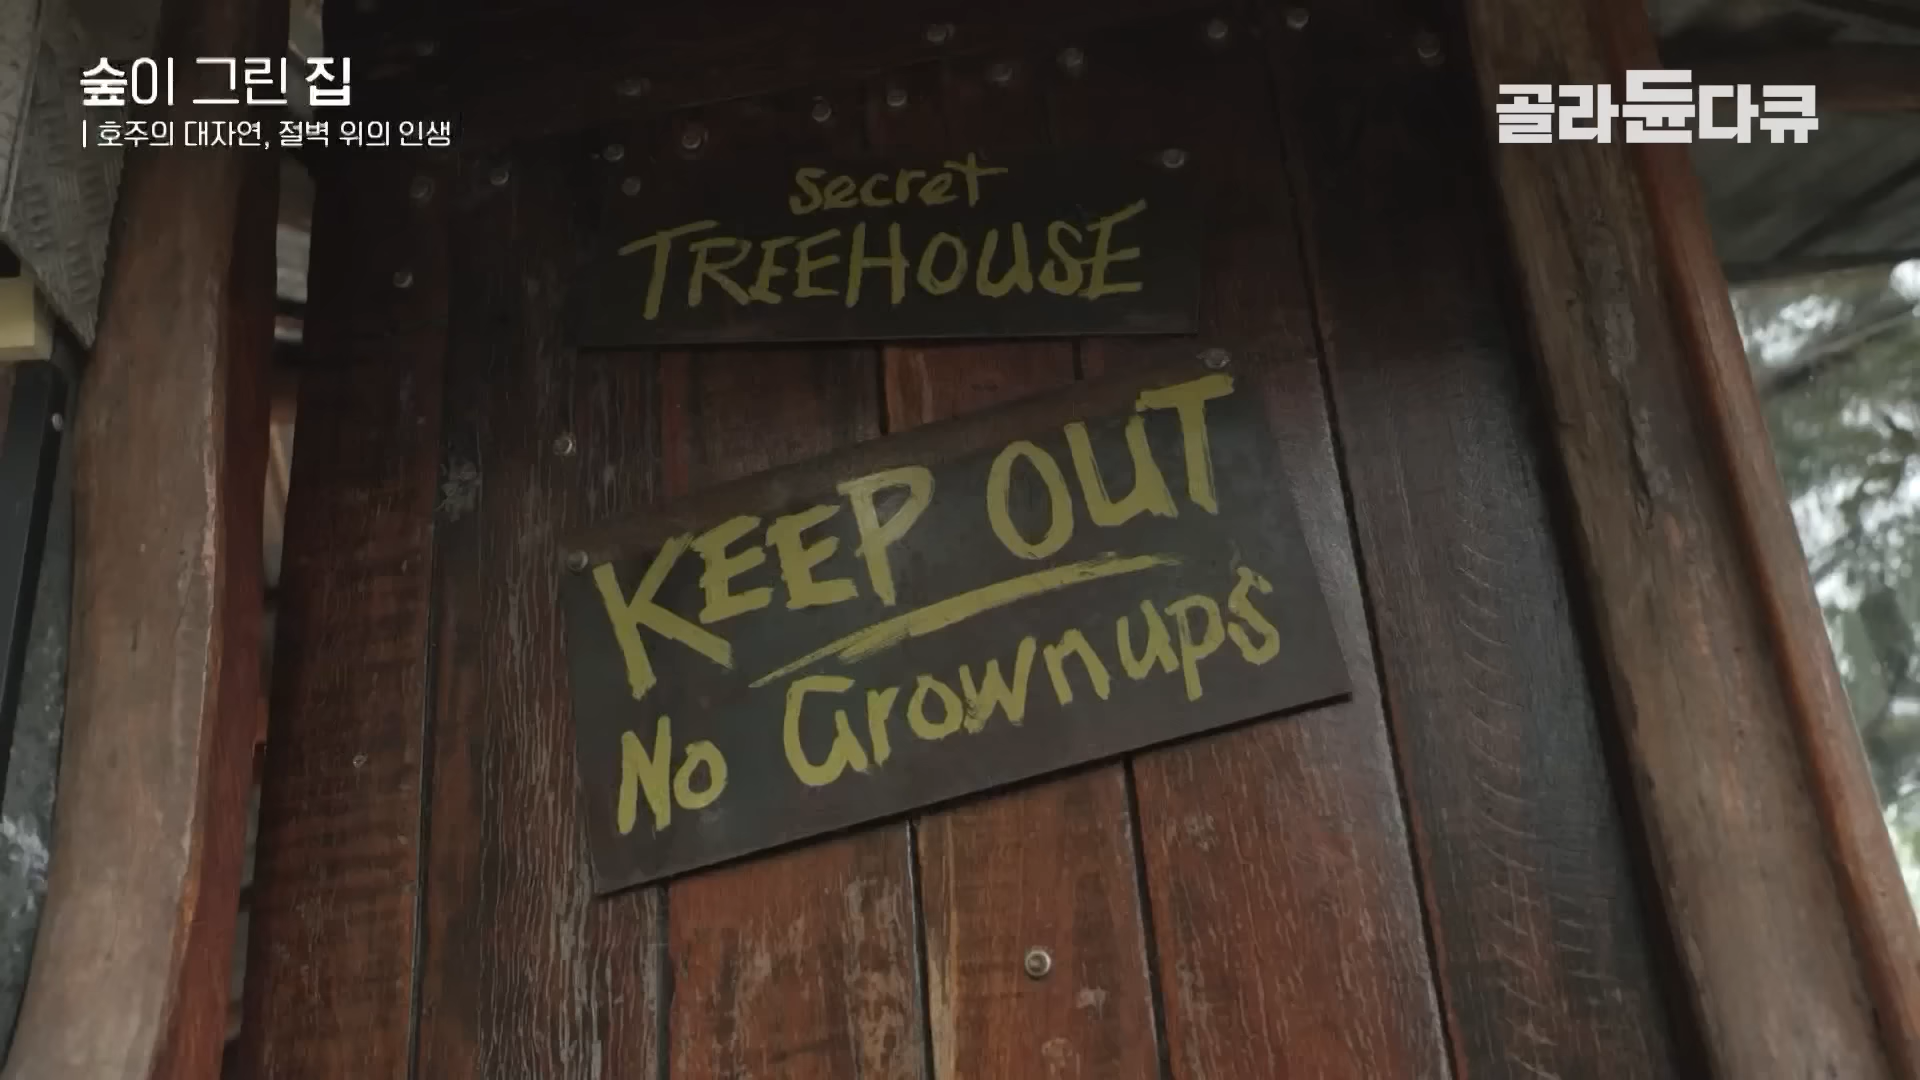 숲이 그린 집
호주의 대자연, 절벽 위의 인생
골라듄다큐
secret
TREEHOUSE
KEEP OUT
No Grownups